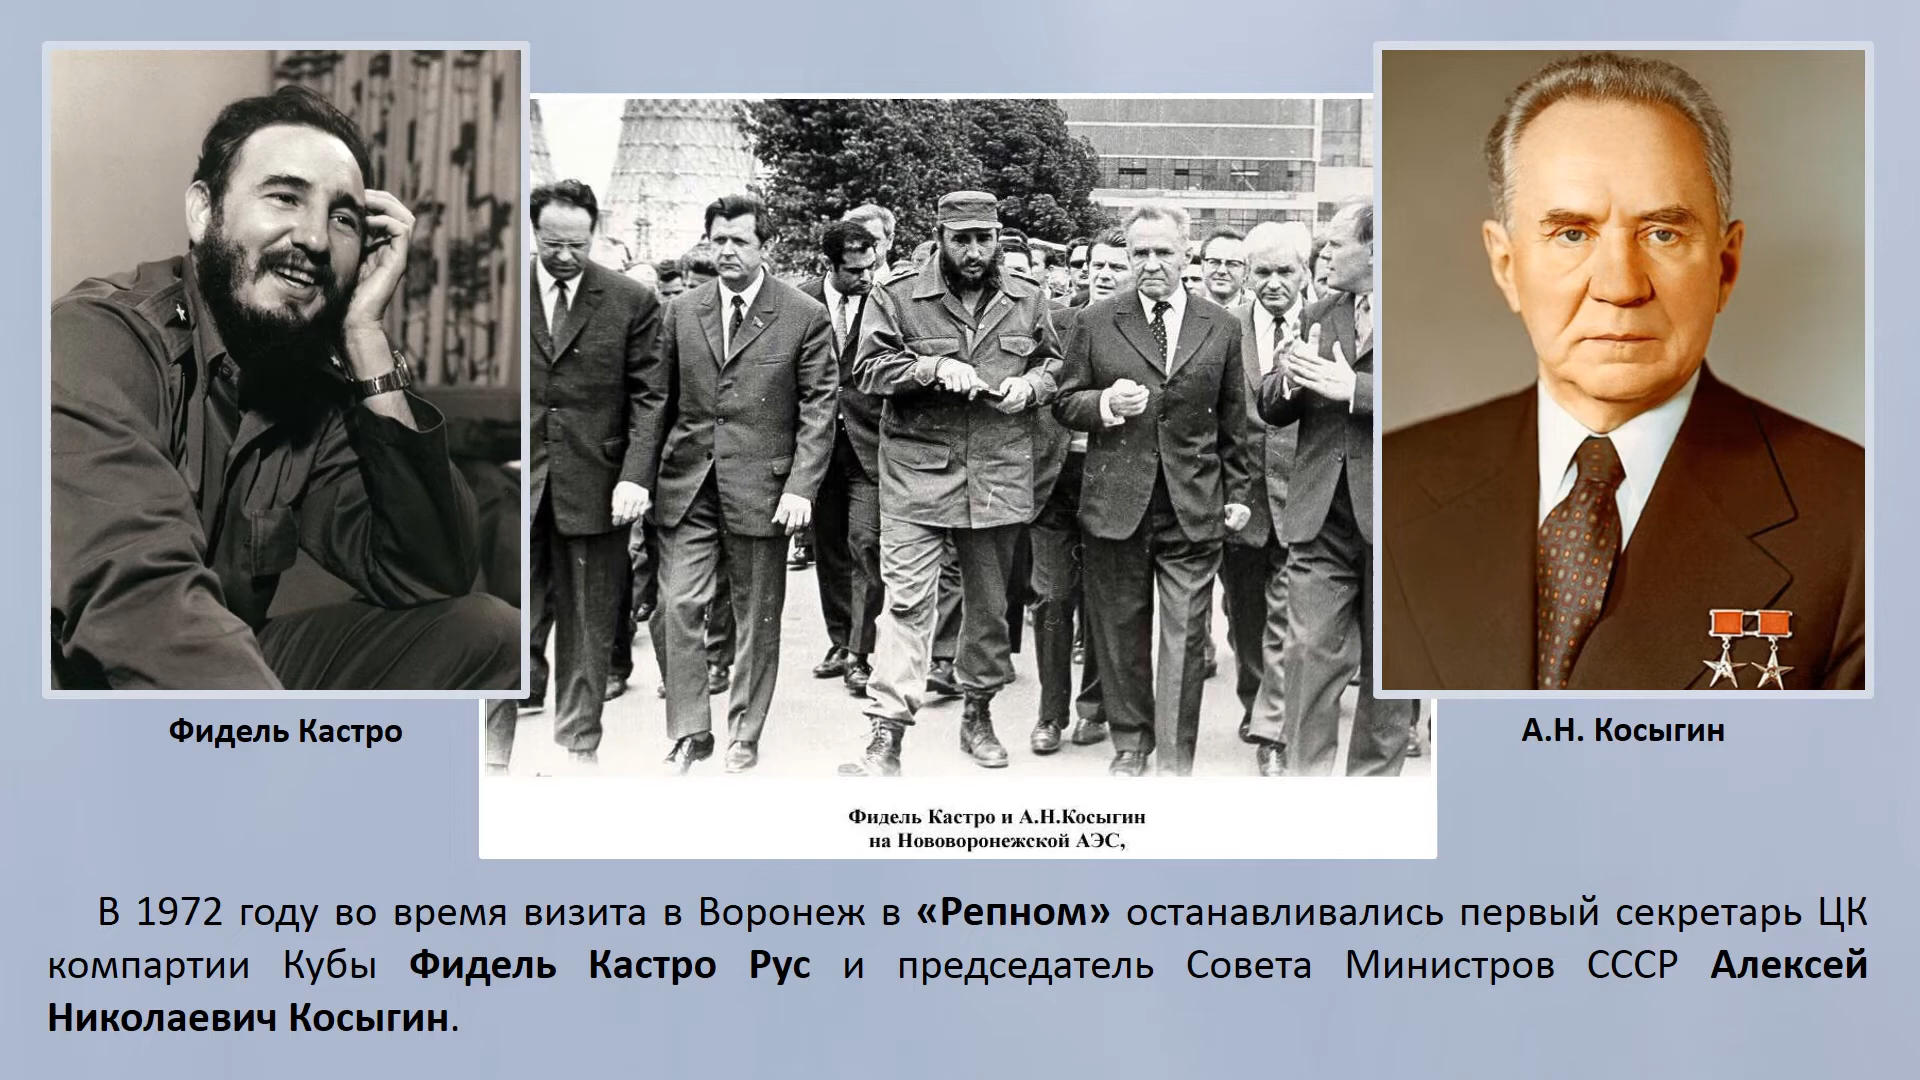 Фидель Кастро
А.Н. Косыгин
Фидель Кастро и А.Н.Косыгин
на Нововоронежской АЭС,
В 1972 году во время визита в Воронеж в «Репном» останавливались первый секретарь ЦК
компартии Кубы Фидель Кастро Рус и председатель Совета Министров СССР Алексей
Николаевич Косыгин.